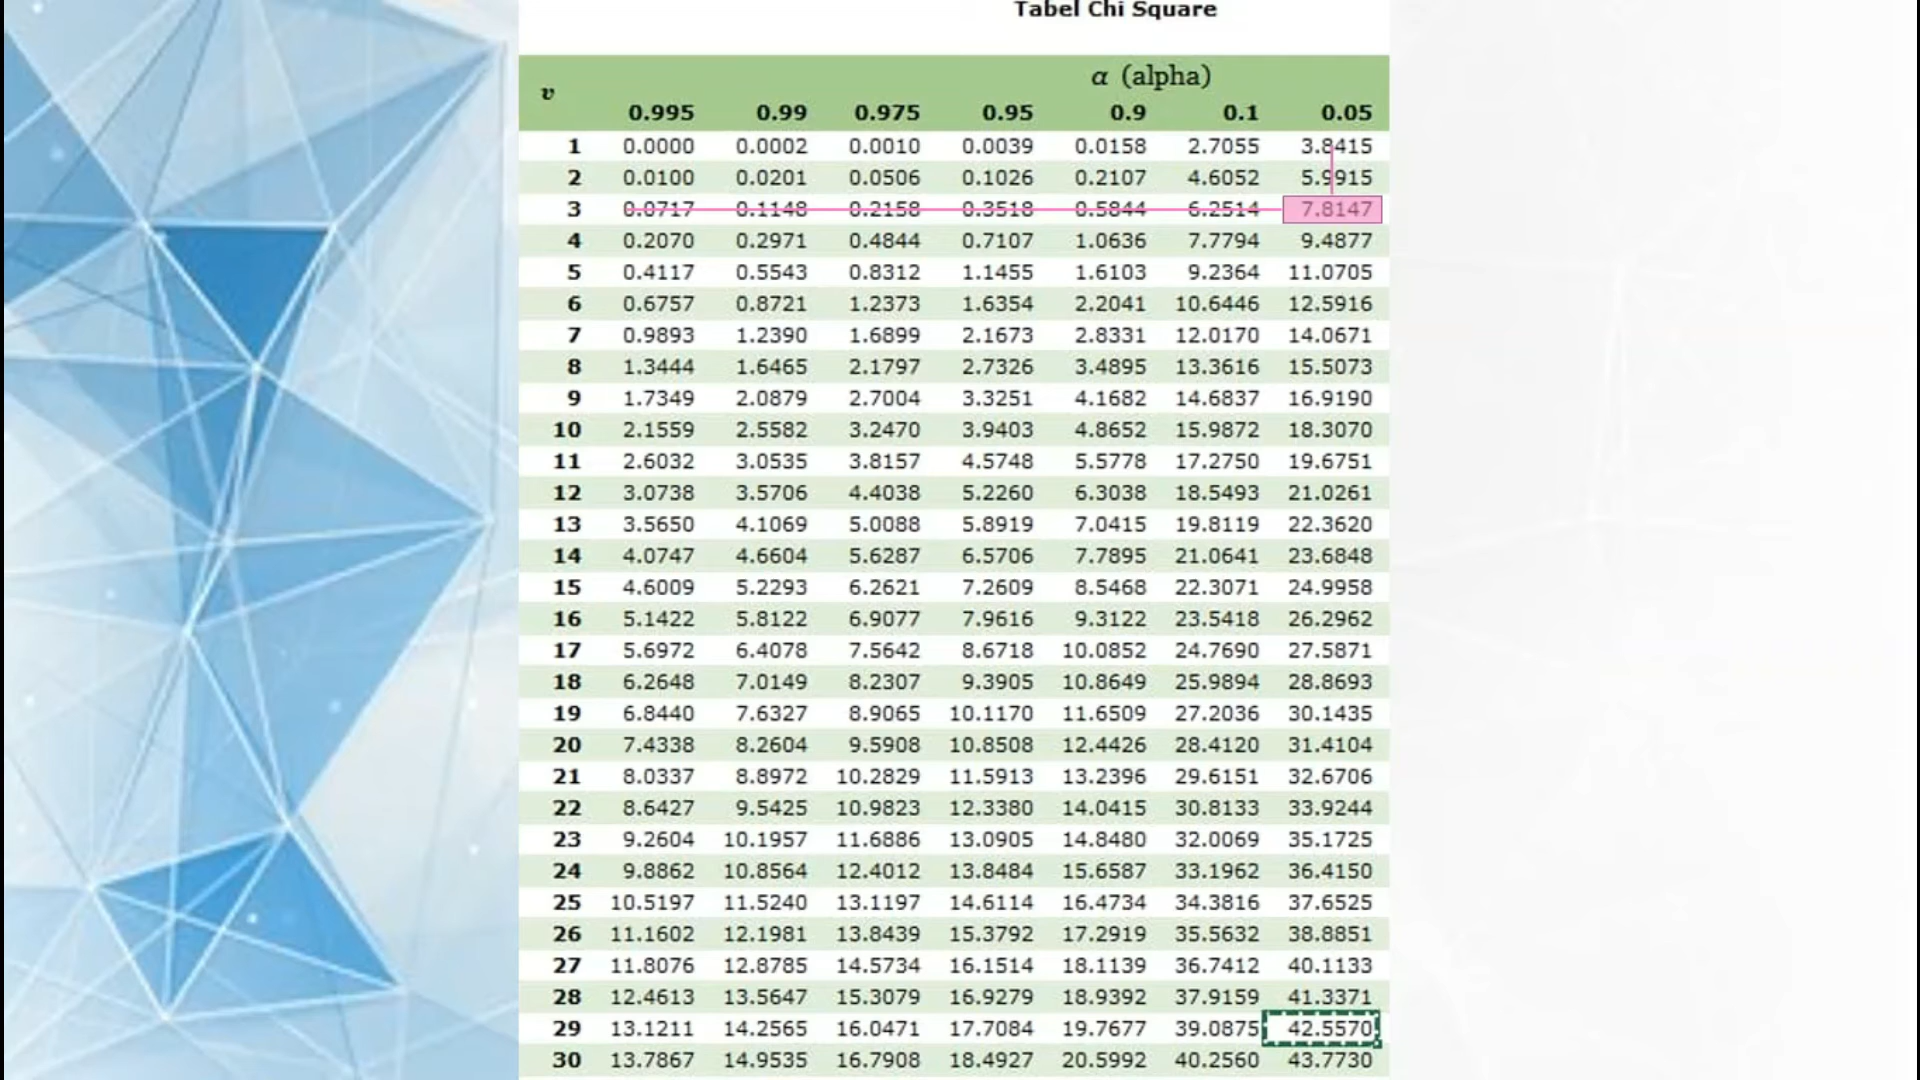 Tabel Chi Square
α (alpha)
v
0.995 0.99 0.975 0.95 0.9 0.1 0.05
1 0.0000 0.0002 0.0010 0.0039 0.0158 2.7055 3.8415
2 0.0100 0.0201 0.0506 0.1026 0.2107 4.6052 5.9915
3 0.0717 0.1148 0.2158 0.3518 0.5844 6.2514 7.8147
4 0.2070 0.2971 0.4844 0.7107 1.0636 7.7794 9.4877
5 0.4117 0.5543 0.8312 1.1455 1.6103 9.2364 11.0705
6 0.6757 0.8721 1.2373 1.6354 2.2041 10.6446 12.5916
7 0.9893 1.2390 1.6899 2.1673 2.8331 12.0170 14.0671
8 1.3444 1.6465 2.1797 2.7326 3.4895 13.3616 15.5073
9 1.7349 2.0879 2.7004 3.3251 4.1682 14.6837 16.9190
10 2.1559 2.5582 3.2470 3.9403 4.8652 15.9872 18.3070
11 2.6032 3.0535 3.8157 4.5748 5.5778 17.2750 19.6751
12 3.0738 3.5706 4.4038 5.2260 6.3038 18.5493 21.0261
13 3.5650 4.1069 5.0088 5.8919 7.0415 19.8119 22.3620
14 4.0747 4.6604 5.6287 6.5706 7.7895 21.0641 23.6848
15 4.6009 5.2293 6.2621 7.2609 8.5468 22.3071 24.9958
16 5.1422 5.8122 6.9077 7.9616 9.3122 23.5418 26.2962
17 5.6972 6.4078 7.5642 8.6718 10.0852 24.7690 27.5871
18 6.2648 7.0149 8.2307 9.3905 10.8649 25.9894 28.8693
19 6.8440 7.6327 8.9065 10.1170 11.6509 27.2036 30.1435
20 7.4338 8.2604 9.5908 10.8508 12.4426 28.4120 31.4104
21 8.0337 8.8972 10.2829 11.5913 13.2396 29.6151 32.6706
22 8.6427 9.5425 10.9823 12.3380 14.0415 30.8133 33.9244
23 9.2604 10.1957 11.6886 13.0905 14.8480 32.0069 35.1725
24 9.8862 10.8564 12.4012 13.8484 15.6587 33.1962 36.4150
25 10.5197 11.5240 13.1197 14.6114 16.4734 34.3816 37.6525
26 11.1602 12.1981 13.8439 15.3792 17.2919 35.5632 38.8851
27 11.8076 12.8785 14.5734 16.1514 18.1139 36.7412 40.1133
28 12.4613 13.5647 15.3079 16.9279 18.9392 37.9159 41.3371
29 13.1211 14.2565 16.0471 17.7084 19.7677 39.0875 42.5570
30 13.7867 14.9535 16.7908 18.4927 20.5992 40.2560 43.7730